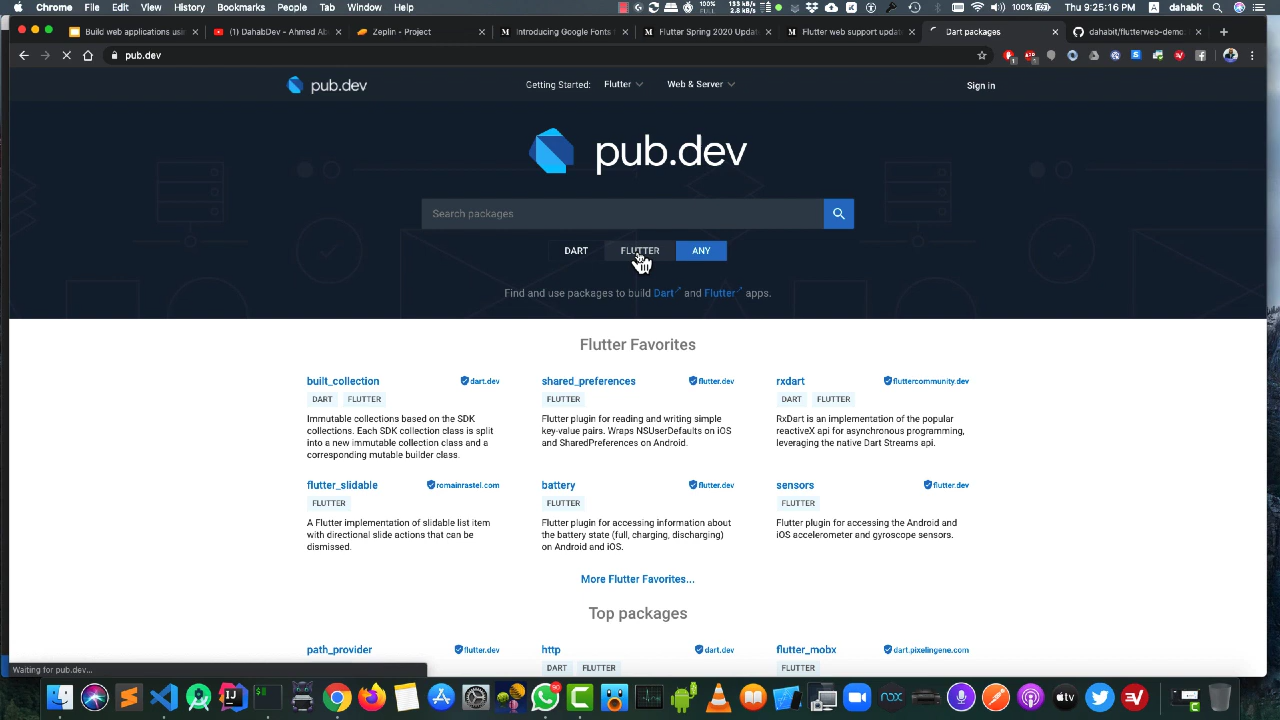 Chrome File Edit View History Bookmarks People Tab Window Help
100% 133 kB/s 2.8 kB/s 100% Thu 9:25:16 PM dahabit
Build web applications use
(1) DahabDev - Ahmed Ab
Zeplin - Project
Introducing Google Fonts f
Flutter Spring 2020 Update
Flutter web support updat
Dart packages
dahabit/flutterweb-demo
pub.dev
pub.dev
Getting Started: Flutter Web & Server
Sign in
pub.dev
Search packages
DART FLUTTER ANY
Find and use packages to build Dart and Flutter apps.
Flutter Favorites
built_collection dart.dev
DART FLUTTER
Immutable collections based on the SDK
collections. Each SDK collection class is split
into a new immutable collection class and a
corresponding mutable builder class.
shared_preferences flutter.dev
FLUTTER
Flutter plugin for reading and writing simple
key-value pairs. Wraps NSUserDefaults on iOS
and SharedPreferences on Android.
rxdart fluttercommunity.dev
DART FLUTTER
RxDart is an implementation of the popular
reactiveX api for asynchronous programming,
leveraging the native Dart Streams api.
flutter_slidable romainrastel.com
FLUTTER
A Flutter implementation of slidable list item
with directional slide actions that can be
dismissed.
battery flutter.dev
FLUTTER
Flutter plugin for accessing information about
the battery state (full, charging, discharging)
on Android and iOS.
sensors flutter.dev
FLUTTER
Flutter plugin for accessing the Android and
iOS accelerometer and gyroscope sensors.
More Flutter Favorites...
Top packages
path_provider flutter.dev
http dart.dev
DART FLUTTER
flutter_mobx dart.pixelingene.com
FLUTTER
Waiting for pub.dev...